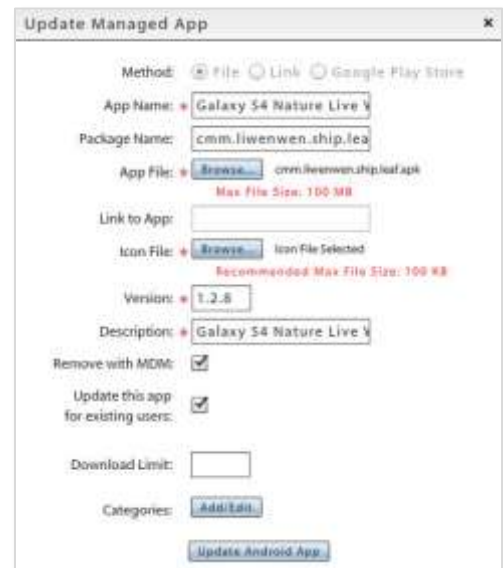 Update Managed App ×
Method: File Link Google Play Store
App Name: * Galaxy S4 Nature Live W
Package Name: cmm.liwenwen.ship.lea
App File: * Browse... cmm.liwenwen.ship.leaf.apk
Max File Size: 100 MB
Link to App:
Icon File: * Browse... Icon File Selected
Recommended Max File Size: 100 KB
Version: * 1.2.8
Description: * Galaxy S4 Nature Live W
Remove with MDM:
Update this app
for existing users:
Download Limit:
Categories: Add/Edit
Update Android App